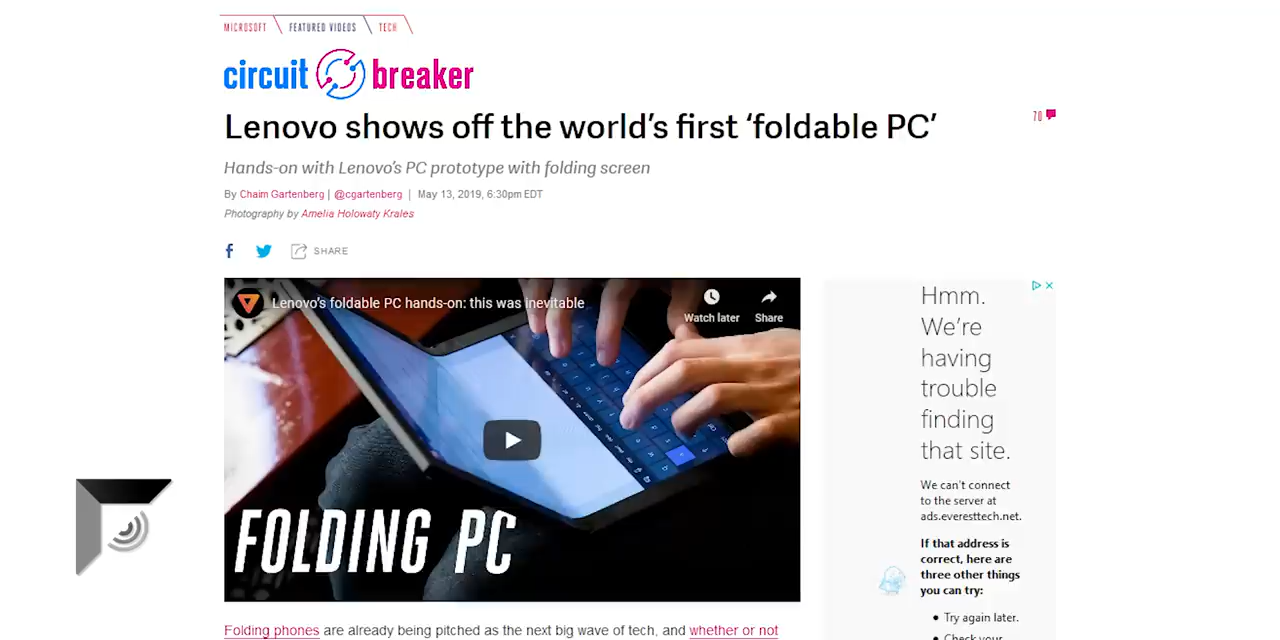 MICROSOFT FEATURED VIDEOS TECH
circuit breaker
Lenovo shows off the world's first 'foldable PC'
70
Hands-on with Lenovo's PC prototype with folding screen
By Chaim Gartenberg | @cgartenberg | May 13, 2019, 6:30pm EDT
Photography by Amelia Holowaty Krales
SHARE
Lenovo's foldable PC hands-on: this was inevitable
Watch later
Share
FOLDING PC
Hmm.
We're
having
trouble
finding
that site.
We can't connect
to the server at
ads.everesttech.net.
If that address is
correct, here are
three other things
you can try:
• Try again later.
• Check your
Folding phones are already being pitched as the next big wave of tech, and whether or not